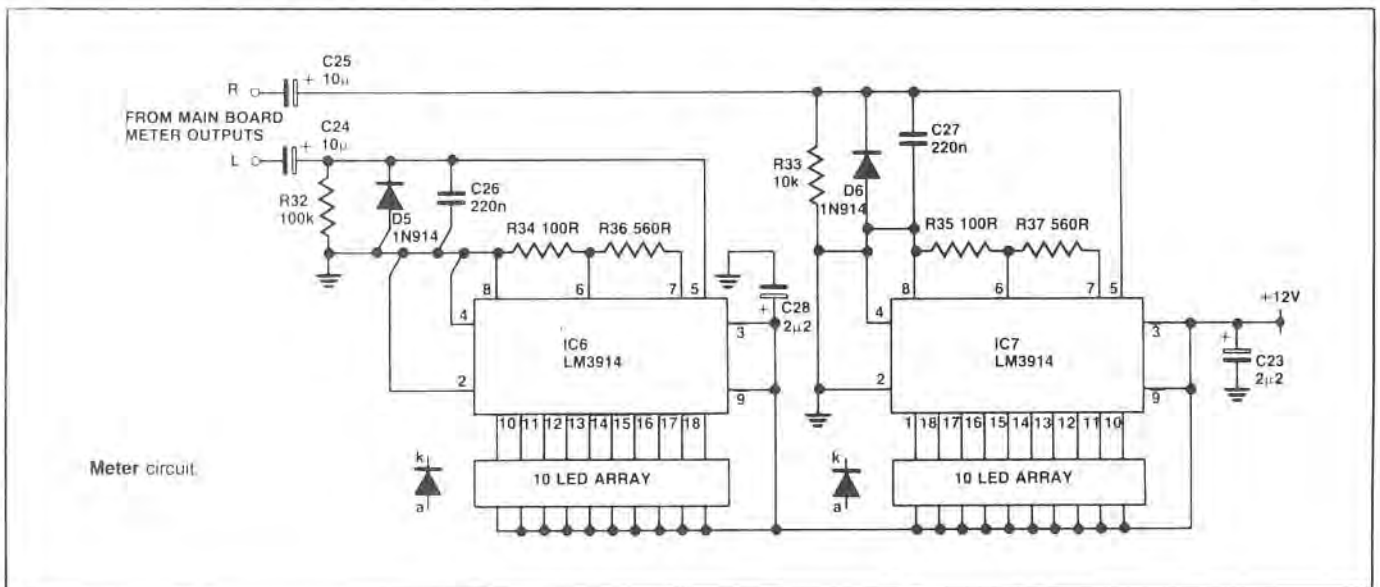 C25
+ 10µ
R
FROM MAIN BOARD
METER OUTPUTS
C24
+ 10µ
L
R32
100k
D5
1N914
C26
220n
R34 100R
R36 560R
8
6
7
5
4
2
3
9
IC6
LM3914
C28
+
2µ2
10 11 12 13 14 15 16 17 18
k
a
10 LED ARRAY
R33
10k
D6
1N914
C27
220n
R35 100R
R37 560R
8
6
7
5
4
2
3
9
IC7
LM3914
+12V
+
C23
2µ2
1 18 17 16 15 14 13 12 11 10
k
a
10 LED ARRAY
Meter circuit.